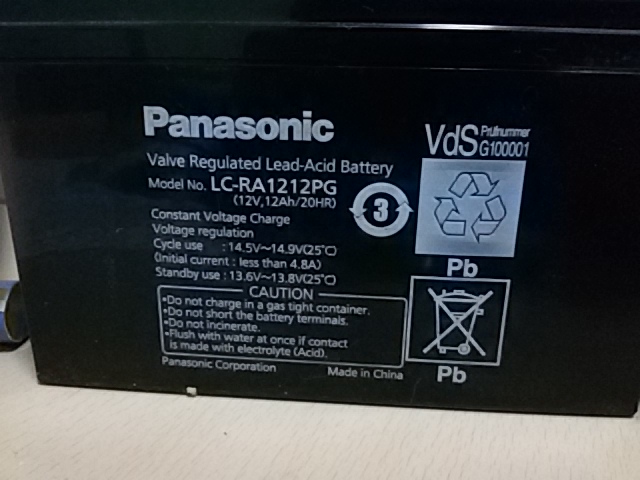 Panasonic
Valve Regulated Lead-Acid Battery
Model No. LC-RA1212PG
(12V,12Ah/20HR)
Constant Voltage Charge
Voltage regulation
Cycle use : 14.5V~14.9V(25℃)
(Initial current : less than 4.8A)
Standby use : 13.6V~13.8V(25℃)
CAUTION
•Do not charge in a gas tight container.
•Do not short the battery terminals.
•Do not incinerate.
•Flush with water at once if contact
is made with electrolyte (Acid).
Panasonic Corporation
Made in China
3
VdS Prüfnummer
G100001
Pb
Pb